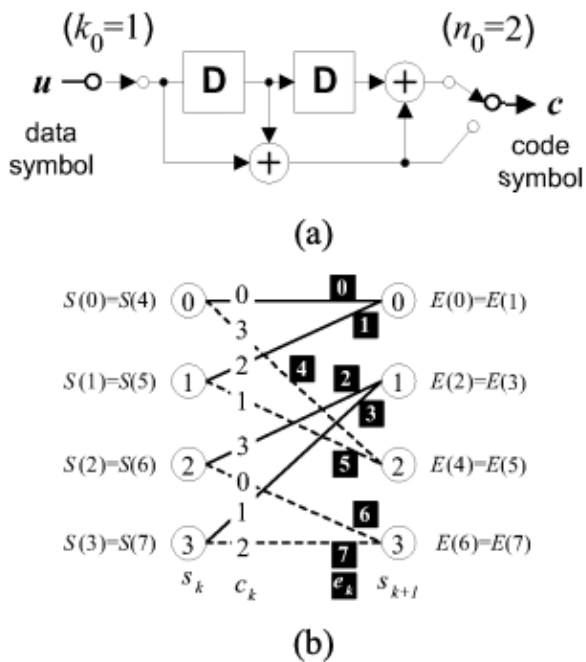 (k₀=1) (n₀=2)
u D D + c
data symbol + code symbol
(a)
S(0)=S(4) 0 0 0 0 E(0)=E(1)
3 1
4
S(1)=S(5) 1 2 2 1 E(2)=E(3)
1 3
S(2)=S(6) 2 3 5 2 E(4)=E(5)
0 6
1
S(3)=S(7) 3 2 7 3 E(6)=E(7)
sₖ cₖ eₖ sₖ₊₁
(b)